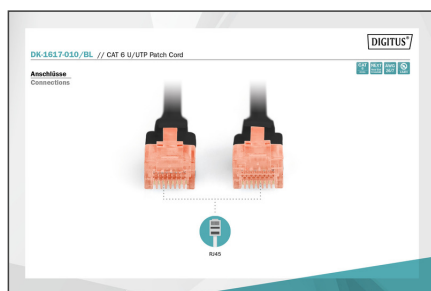 DIGITUS®
DK-1617-010/BL // CAT 6 U/UTP Patch Cord
Anschlüsse
Connections
RJ45